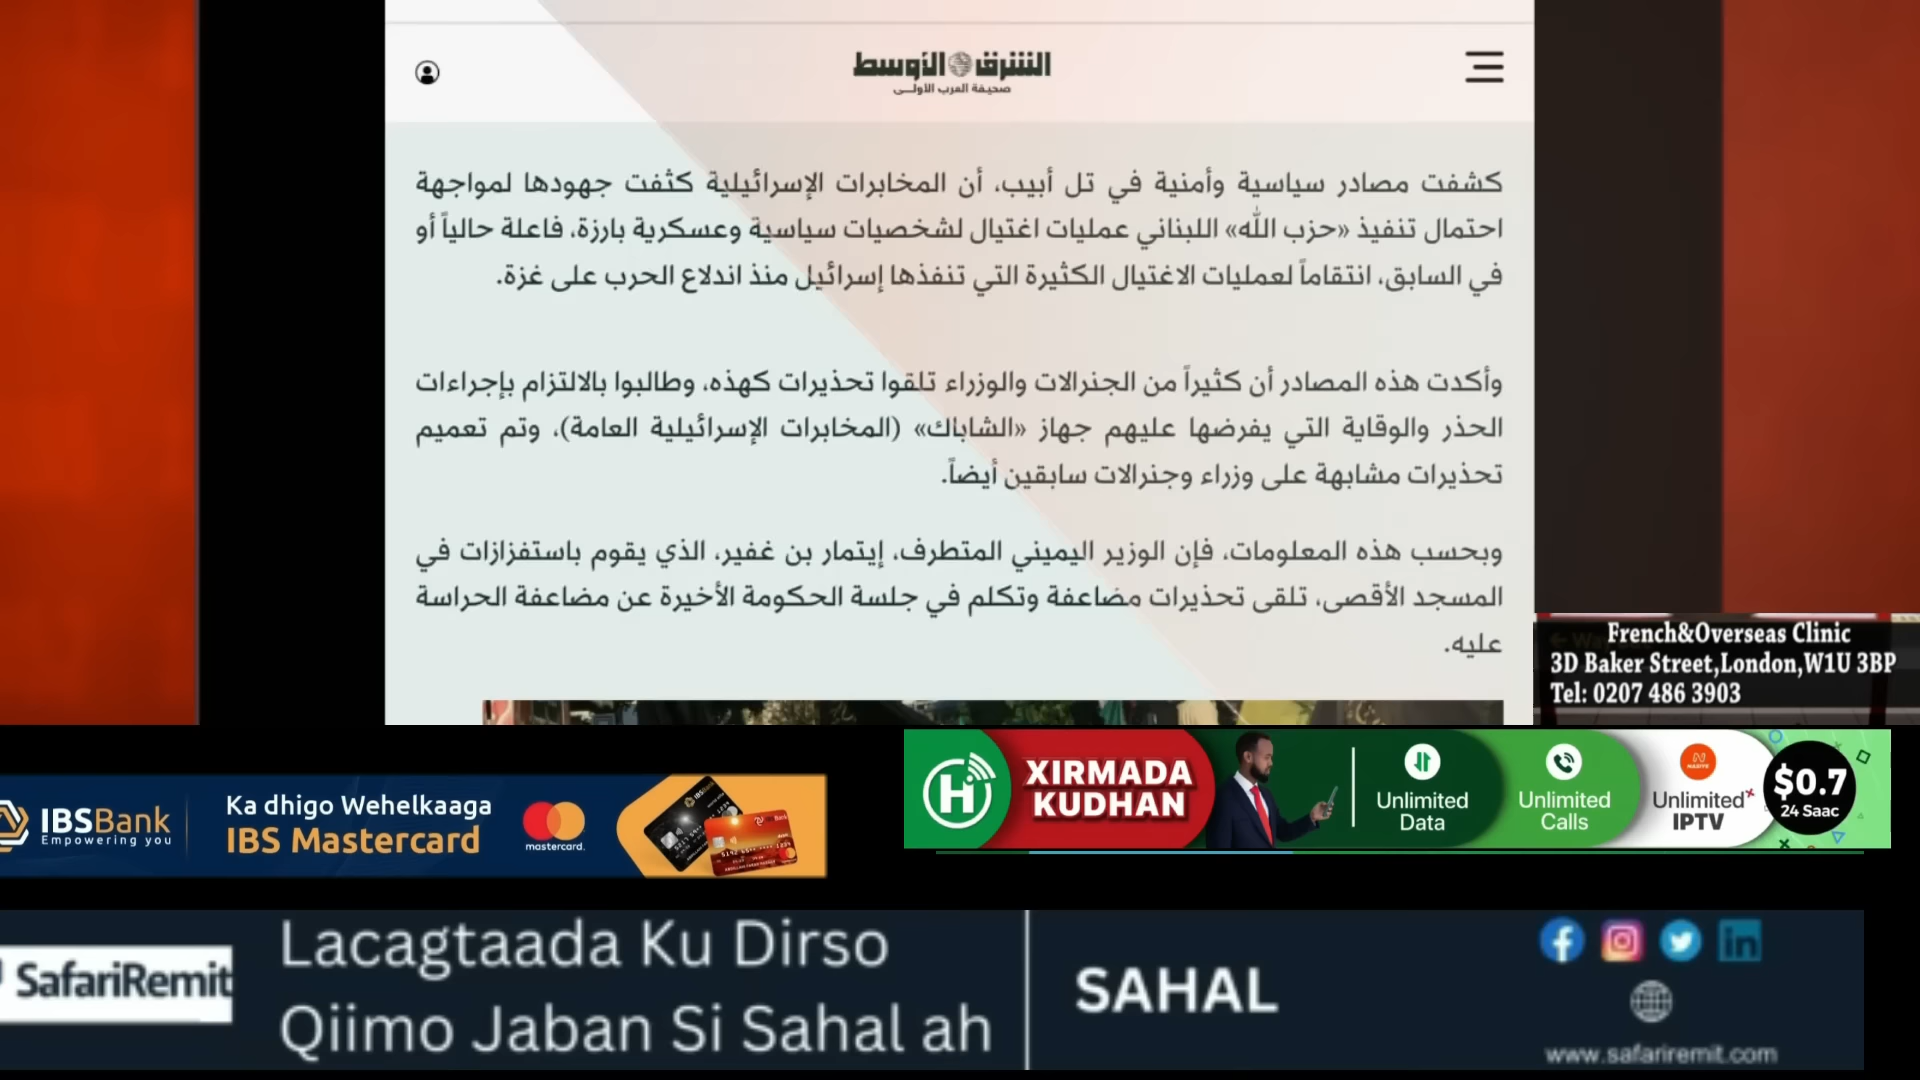 الشرق الأوسط
صحيفة العرب الأولى
كشفت مصادر سياسية وأمنية في تل أبيب، أن المخابرات الإسرائيلية كثفت جهودها لمواجهة
احتمال تنفيذ «حزب الله» اللبناني عمليات اغتيال لشخصيات سياسية وعسكرية بارزة، فاعلة حالياً أو
في السابق، انتقاماً لعمليات الاغتيال الكثيرة التي تنفذها إسرائيل منذ اندلاع الحرب على غزة.
وأكدت هذه المصادر أن كثيراً من الجنرالات والوزراء تلقوا تحذيرات كهذه، وطالبوا بالالتزام بإجراءات
الحذر والوقاية التي يفرضها عليهم جهاز «الشاباك» (المخابرات الإسرائيلية العامة)، وتم تعميم
تحذيرات مشابهة على وزراء وجنرالات سابقين أيضاً.
وبحسب هذه المعلومات، فإن الوزير اليميني المتطرف، إيتمار بن غفير، الذي يقوم باستفزازات في
المسجد الأقصى، تلقى تحذيرات مضاعفة وتكلم في جلسة الحكومة الأخيرة عن مضاعفة الحراسة
عليه.
French&Overseas Clinic
3D Baker Street,London,W1U 3BP
Tel: 0207 486 3903
IBSBank
Empowering you
Ka dhigo Wehelkaaga
IBS Mastercard
mastercard.
H
XIRMADA
KUDHAN
Unlimited
Data
Unlimited
Calls
Unlimited
IPTV
$0.7
24 Saac
SafariRemit
Lacagtaada Ku Dirso
Qiimo Jaban Si Sahal ah
SAHAL
www.safariremit.com